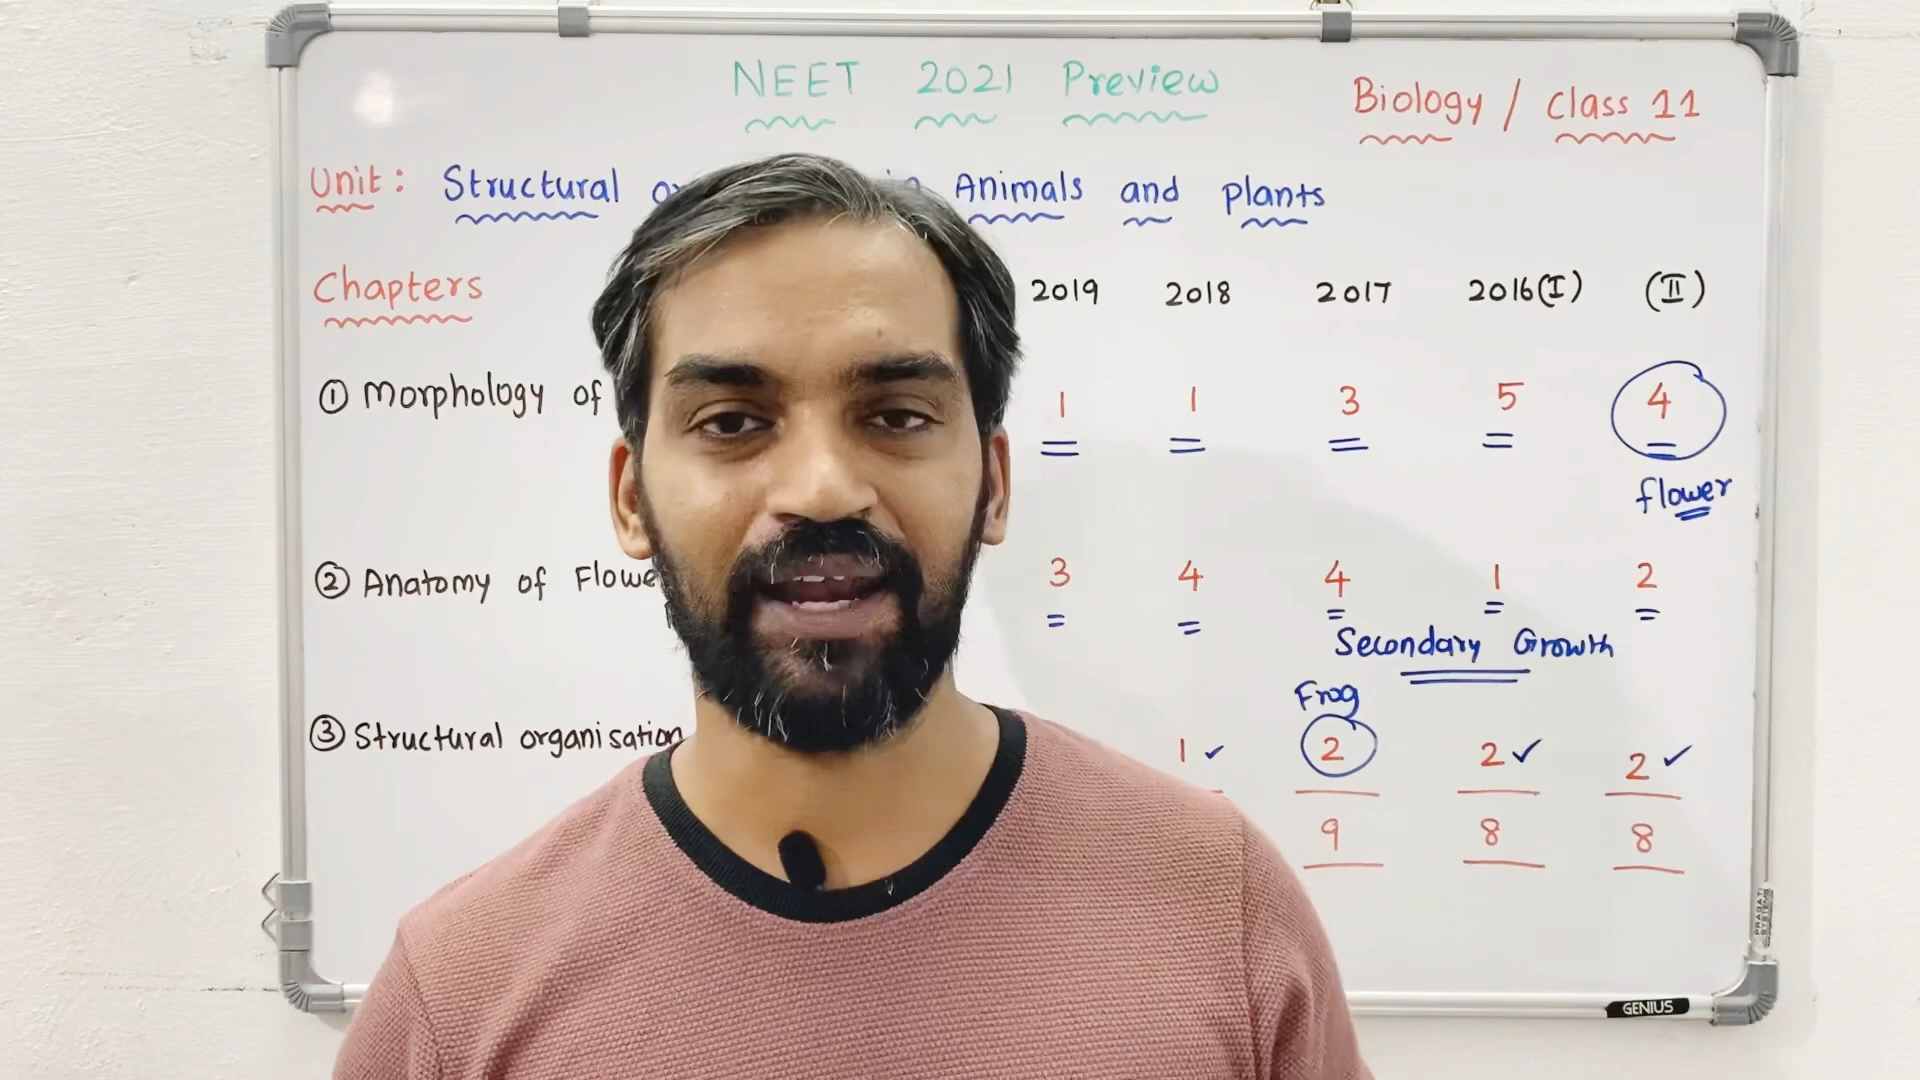 NEET 2021 Preview
Biology / Class 11
Unit: Structural in Animals and Plants
Chapters 2019 2018 2017 2016(I) (II)
① Morphology of 1 1 3 5 4
flower
② Anatomy of 3 4 4 1 2
Secondary Growth
Frog
③ Structural organisation 1 ✓ 2 2 ✓ 2 ✓
9 8 8
GENIUS